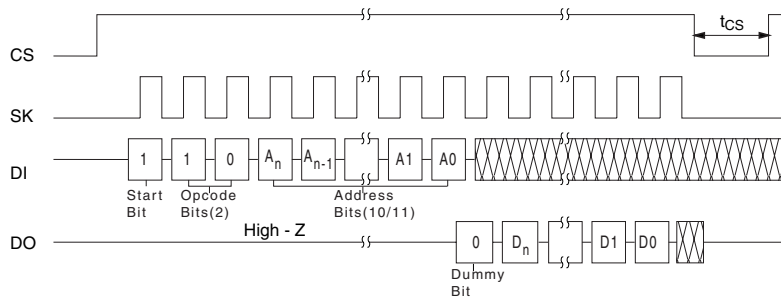 tCS
CS
SK
DI
1 1 0 An An-1 A1 A0
Start
Bit
Opcode
Bits(2)
Address
Bits(10/11)
High - Z
DO
0 Dn D1 D0
Dummy
Bit